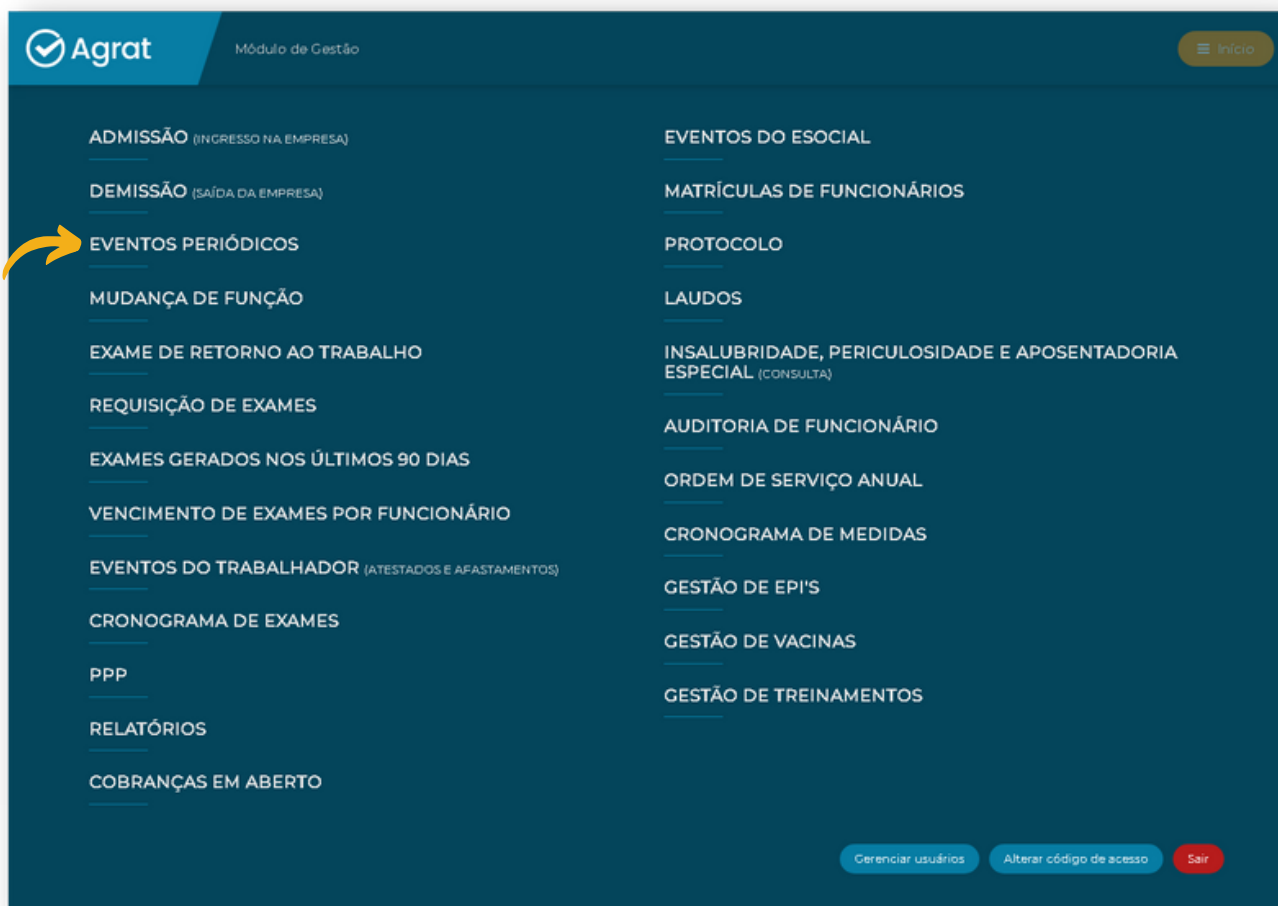 Agrat
Módulo de Gestão
Início
ADMISSÃO (INGRESSO NA EMPRESA)
DEMISSÃO (SAÍDA DA EMPRESA)
EVENTOS PERIÓDICOS
MUDANÇA DE FUNÇÃO
EXAME DE RETORNO AO TRABALHO
REQUISIÇÃO DE EXAMES
EXAMES GERADOS NOS ÚLTIMOS 90 DIAS
VENCIMENTO DE EXAMES POR FUNCIONÁRIO
EVENTOS DO TRABALHADOR (ATESTADOS E AFASTAMENTOS)
CRONOGRAMA DE EXAMES
PPP
RELATÓRIOS
COBRANÇAS EM ABERTO
EVENTOS DO ESOCIAL
MATRÍCULAS DE FUNCIONÁRIOS
PROTOCOLO
LAUDOS
INSALUBRIDADE, PERICULOSIDADE E APOSENTADORIA
ESPECIAL (CONSULTA)
AUDITORIA DE FUNCIONÁRIO
ORDEM DE SERVIÇO ANUAL
CRONOGRAMA DE MEDIDAS
GESTÃO DE EPI'S
GESTÃO DE VACINAS
GESTÃO DE TREINAMENTOS
Gerenciar usuários
Alterar código de acesso
Sair